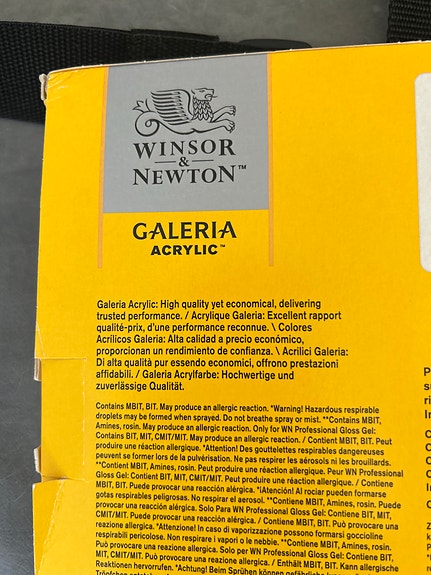 WINSOR
&
NEWTON™
GALERIA
ACRYLIC™
Galeria Acrylic: High quality yet economical, delivering
trusted performance. / Acrylique Galeria: Excellent rapport
qualité-prix, d'une performance reconnue. \ Colores
Acrílicos Galeria: Alta calidad a precio económico,
proporcionan un rendimiento de confianza. \ Acrilici Galeria:
Di alta qualità pur essendo economici, offrono prestazioni
affidabili. / Galeria Acrylfarbe: Hochwertige und
zuverlässige Qualität.
Contains MBIT, BIT. May produce an allergic reaction. *Warning! Hazardous respirable
droplets may be formed when sprayed. Do not breathe spray or mist. **Contains MBIT,
Amines, rosin. May produce an allergic reaction. Only for WN Professional Gloss Gel:
Contains BIT, MIT, CMIT/MIT. May produce an allergic reaction. / Contient MBIT, BIT. Peut
produire une réaction allergique. *Attention! Des gouttelettes respirables dangereuses
peuvent se former lors de la pulvérisation. Ne pas respirer les aérosols ni les brouillards.
**Contient MBIT, Amines, rosin. Peut produire une réaction allergique. Peur WN Professional
Gloss Gel: Contient BIT, MIT, CMIT/MIT. Peut produire une réaction allergique. / Contiene
MBIT, BIT. Puede provocar una reacción alérgica. *¡Atención! Al rociar pueden formarse
gotas respirables peligrosas. No respirar el aerosol. **Contiene MBIT, Amines, rosin. Puede
provocar una reacción alérgica. Solo Para WN Professional Gloss Gel: Contiene BIT, MIT,
CMIT/MIT. Puede provocar una reacción alérgica. / Contiene MBIT, BIT. Può provocare una
reazione allergica. *Attenzione! In caso di vaporizzazione possono formarsi goccioline
respirabili pericolose. Non respirare i vapori o le nebbie. **Contiene MBIT, Amines, rosin.
Può provocare una reazione allergica. Solo per WN Professional Gloss Gel: Contiene BIT,
MIT, CMIT/MIT. Può provocare una reazione allergica. / Enthält MBIT, BIT. Kann allergische
Reaktionen hervorrufen. *Achtung! Beim Sprühen können gefährliche